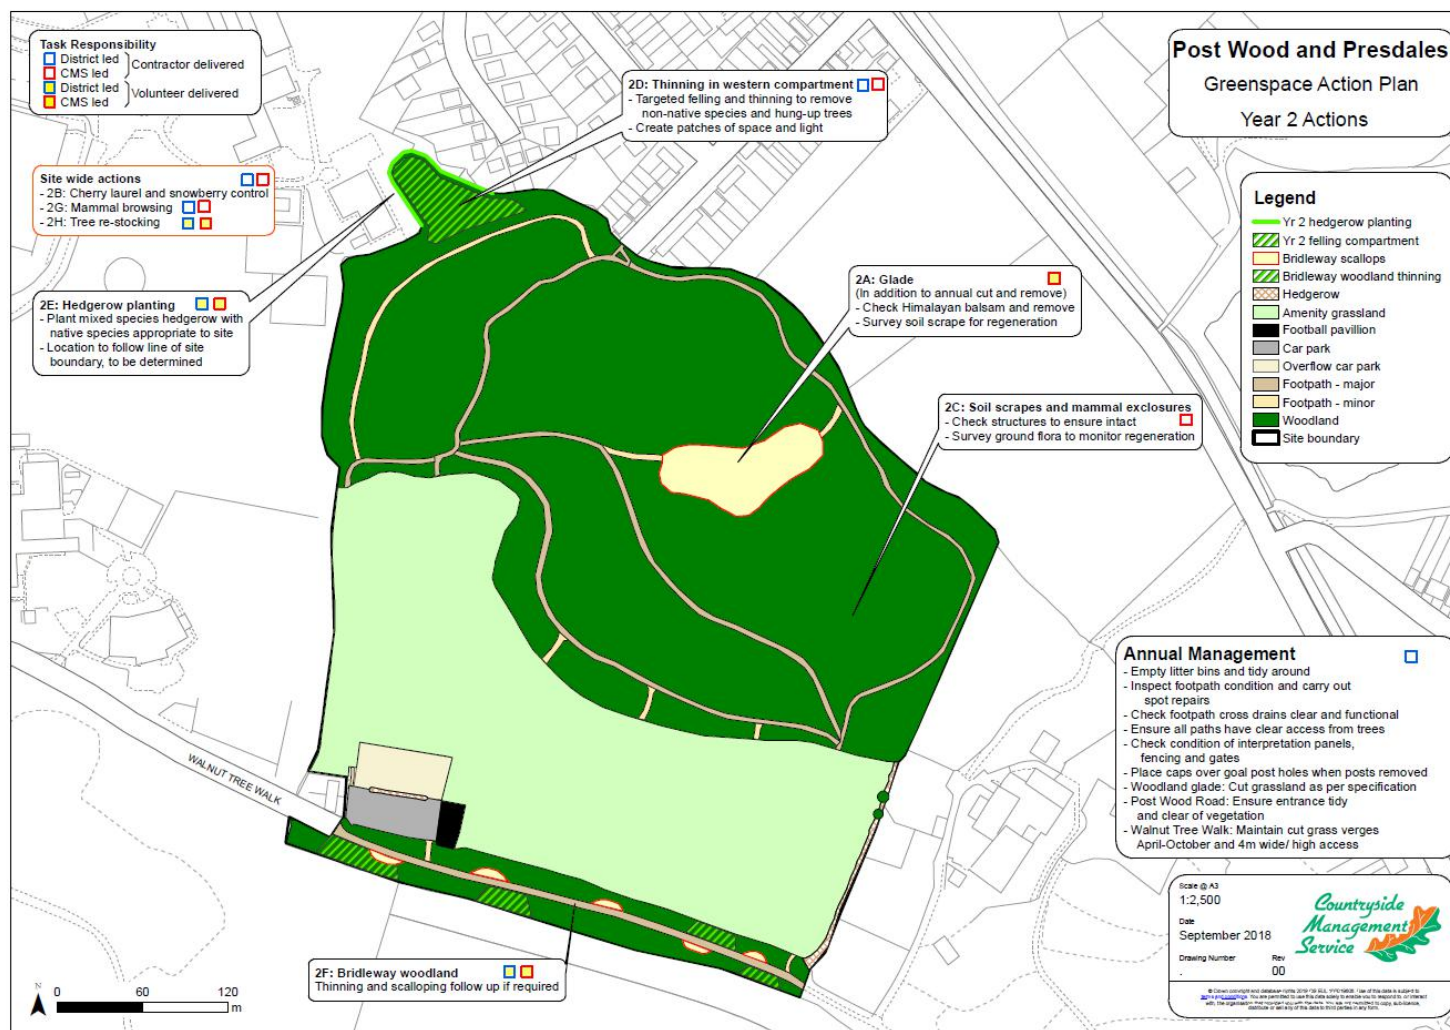 Task Responsibility
District led
CMS led
Contractor delivered
District led
CMS led
Volunteer delivered
Site wide actions
- 2B: Cherry laurel and snowberry control
- 2G: Mammal browsing
- 2H: Tree re-stocking
2E: Hedgerow planting
- Plant mixed species hedgerow with
native species appropriate to site
- Location to follow line of site
boundary, to be determined
2D: Thinning in western compartment
- Targeted felling and thinning to remove
non-native species and hung-up trees
- Create patches of space and light
2A: Glade
(In addition to annual cut and remove)
- Check Himalayan balsam and remove
- Survey soil scrape for regeneration
2C: Soil scrapes and mammal exclosures
- Check structures to ensure intact
- Survey ground flora to monitor regeneration
Post Wood and Presdales
Greenspace Action Plan
Year 2 Actions
Legend
Yr 2 hedgerow planting
Yr 2 felling compartment
Bridleway scallops
Bridleway woodland thinning
Hedgerow
Amenity grassland
Football pavillion
Car park
Overflow car park
Footpath - major
Footpath - minor
Woodland
Site boundary
Annual Management
- Empty litter bins and tidy around
- Inspect footpath condition and carry out
spot repairs
- Check footpath cross drains clear and functional
- Ensure all paths have clear access from trees
- Check condition of interpretation panels,
fencing and gates
- Place caps over goal post holes when posts removed
- Woodland glade: Cut grassland as per specification
- Post Wood Road: Ensure entrance tidy
and clear of vegetation
- Walnut Tree Walk: Maintain cut grass verges
April-October and 4m wide/ high access
WALNUT TREE WALK
2F: Bridleway woodland
Thinning and scalloping follow up if required
N
0 60 120
m
Scale @ A3
1:2,500
Date
September 2018
Drawing Number Rev
. 00
Countryside
Management
Service